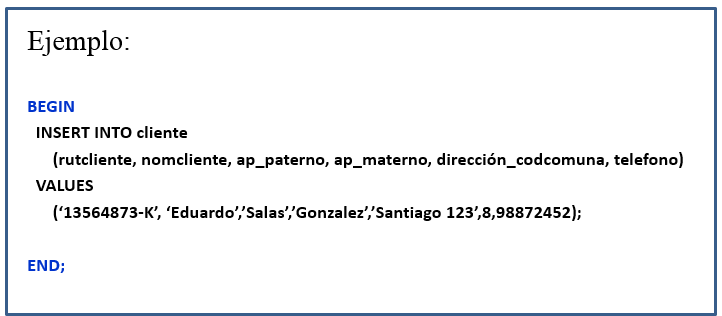 Ejemplo:
BEGIN
INSERT INTO cliente
(rutcliente, nomcliente, ap_paterno, ap_materno, dirección_codcomuna, telefono)
VALUES
(‘13564873-K’, ‘Eduardo’,’Salas’,’Gonzalez’,’Santiago 123’,8,98872452);
END;